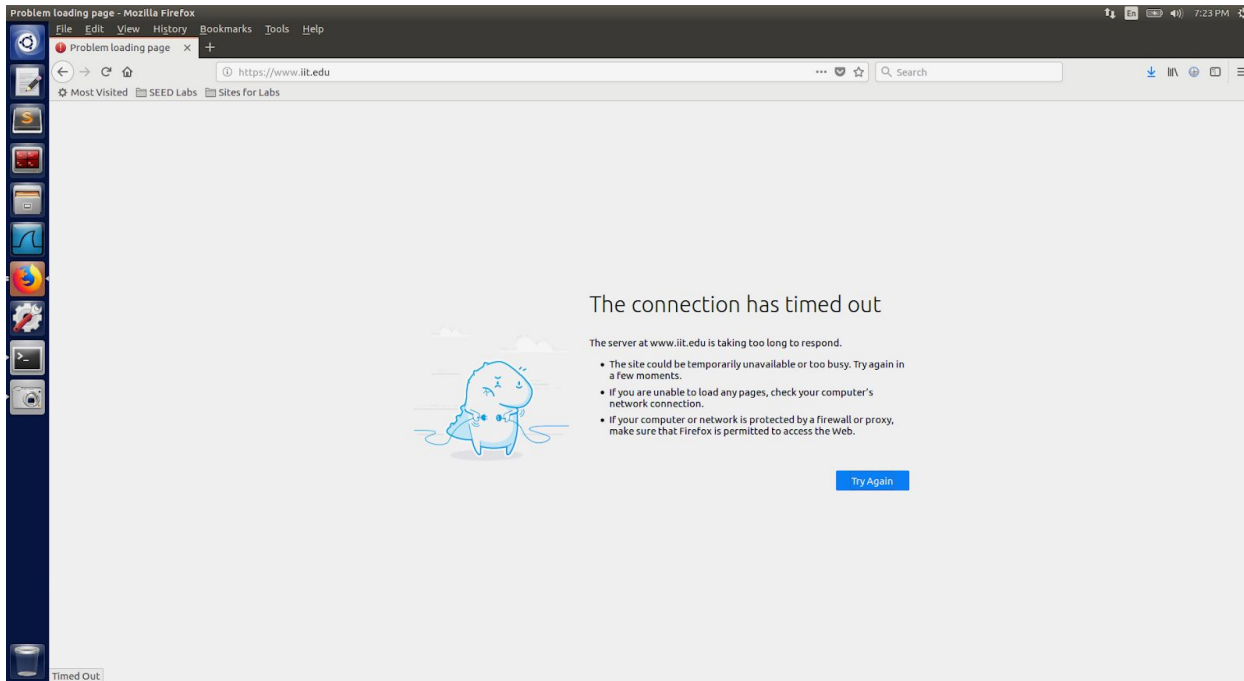 Problem loading page - Mozilla Firefox
En
7:23 PM
File Edit View History Bookmarks Tools Help
Problem loading page
https://www.iit.edu
Search
Most Visited SEED Labs Sites for Labs
The connection has timed out
The server at www.iit.edu is taking too long to respond.
• The site could be temporarily unavailable or too busy. Try again in
a few moments.
• If you are unable to load any pages, check your computer's
network connection.
• If your computer or network is protected by a firewall or proxy,
make sure that Firefox is permitted to access the Web.
Try Again
Timed Out